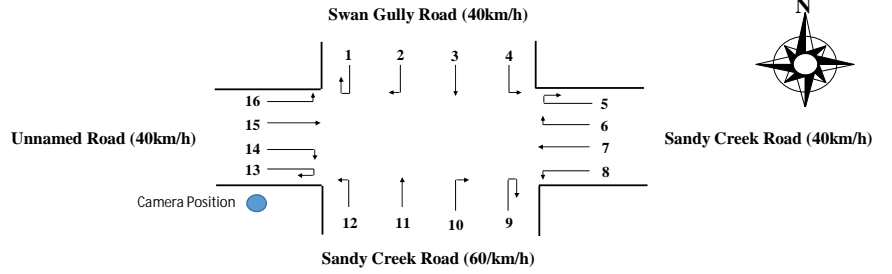 Swan Gully Road (40km/h)
N
1 2 3 4
16 5
15 6
Unnamed Road (40km/h) Sandy Creek Road (40km/h)
14 7
13 8
Camera Position
12 11 10 9
Sandy Creek Road (60/km/h)